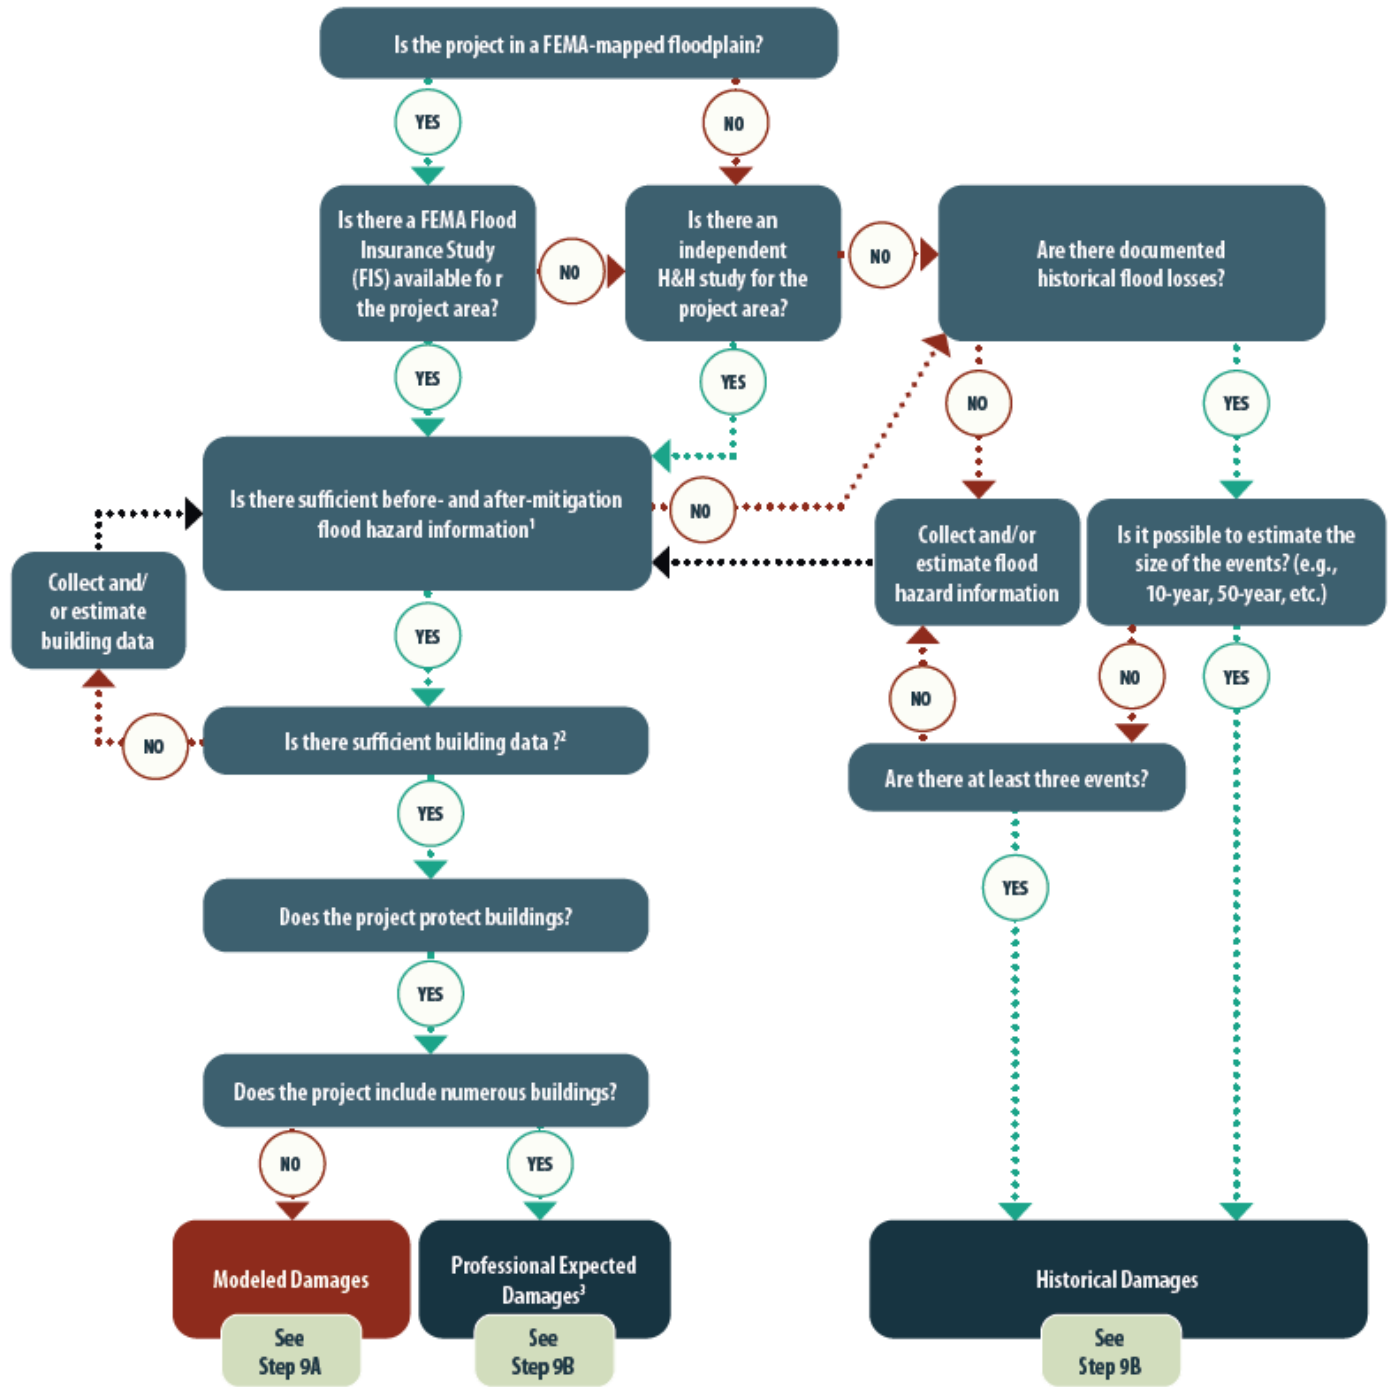 Is the project in a FEMA-mapped floodplain?
YES
NO
Is there a FEMA Flood
Insurance Study
(FIS) available fo r
the project area?
NO
Is there an
independent
H&H study for the
project area?
NO
Are there documented
historical flood losses?
YES
YES
NO
YES
Is there sufficient before- and after-mitigation
flood hazard information¹
NO
Collect and/or
estimate flood
hazard information
Is it possible to estimate the
size of the events? (e.g.,
10-year, 50-year, etc.)
Collect and/
or estimate
building data
YES
NO
NO
YES
NO
Is there sufficient building data ?²
Are there at least three events?
YES
YES
Does the project protect buildings?
YES
Does the project include numerous buildings?
NO
YES
Modeled Damages
See
Step 9A
Professional Expected
Damages³
See
Step 9B
Historical Damages
See
Step 9B